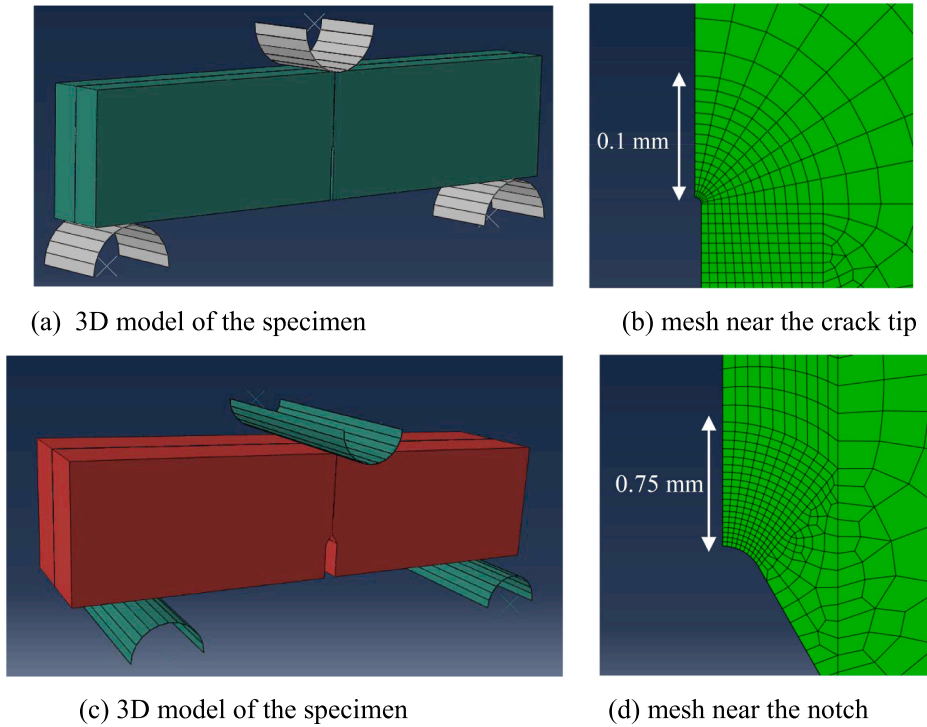 0.1 mm
(a) 3D model of the specimen
(b) mesh near the crack tip
0.75 mm
(c) 3D model of the specimen
(d) mesh near the notch